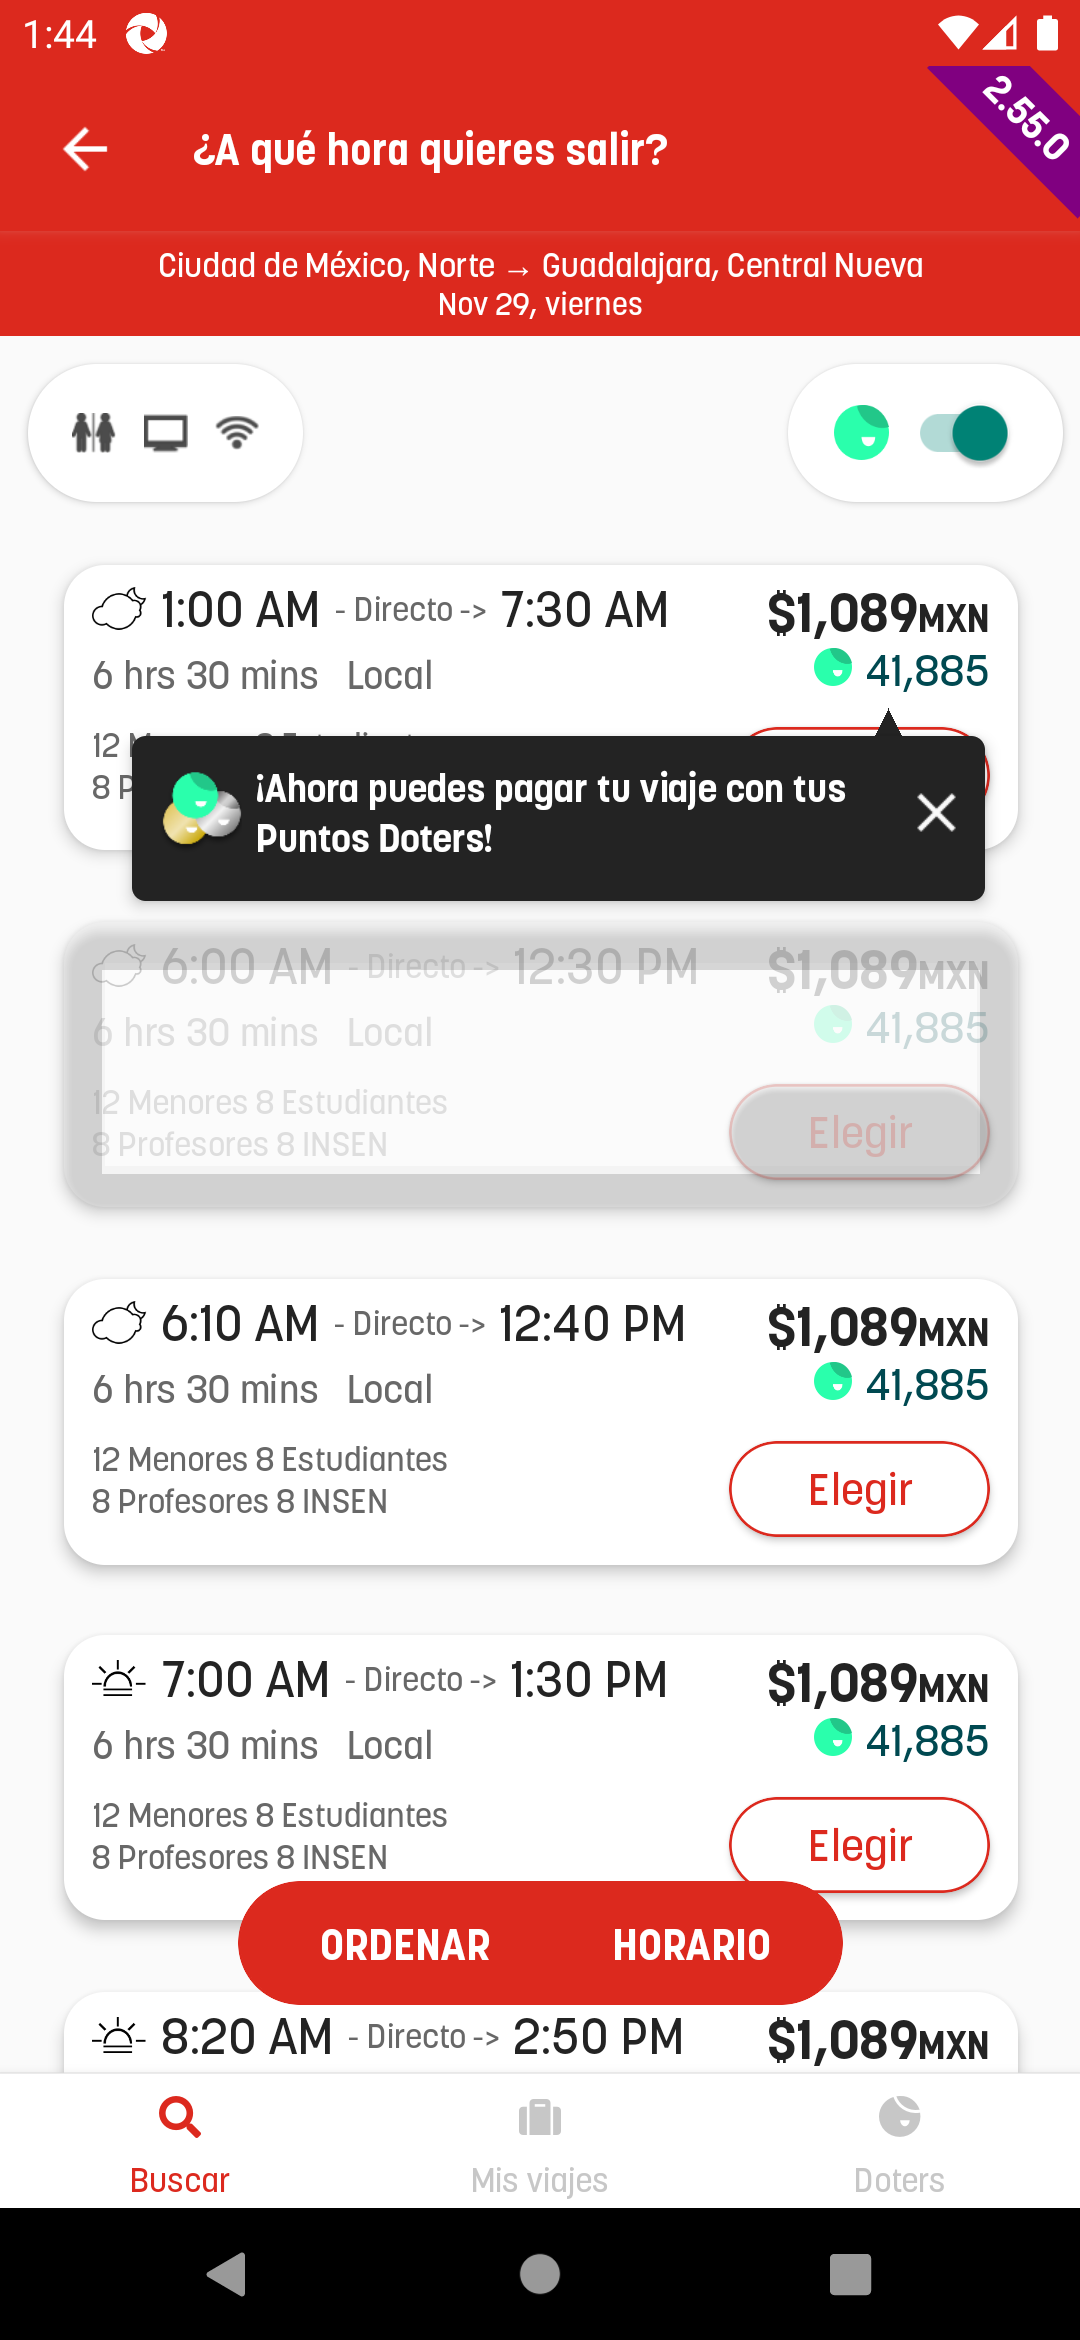 1:44
2.55.0
¿A qué hora quieres salir?
Ciudad de México, Norte → Guadalajara, Central Nueva
Nov 29, viernes
1:00 AM - Directo -> 7:30 AM $1,089MXN
6 hrs 30 mins Local 41,885
12
8 P
¡Ahora puedes pagar tu viaje con tus
Puntos Doters!
6:00 AM - Directo -> 12:30 PM $1,089MXN
6 hrs 30 mins Local 41,885
12 Menores 8 Estudiantes
8 Profesores 8 INSEN
Elegir
6:10 AM - Directo -> 12:40 PM $1,089MXN
6 hrs 30 mins Local 41,885
12 Menores 8 Estudiantes
8 Profesores 8 INSEN
Elegir
7:00 AM - Directo -> 1:30 PM $1,089MXN
6 hrs 30 mins Local 41,885
12 Menores 8 Estudiantes
8 Profesores 8 INSEN
Elegir
ORDENAR HORARIO
8:20 AM - Directo -> 2:50 PM $1,089MXN
Buscar Mis viajes Doters